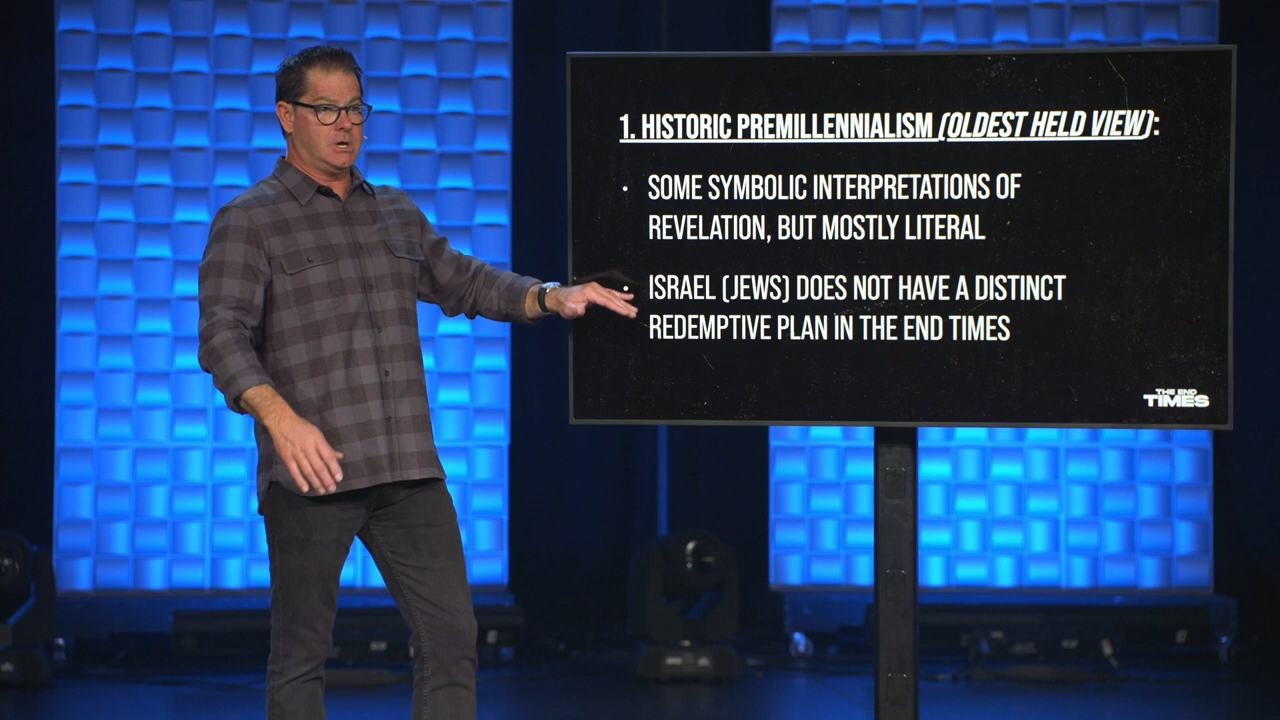 1. HISTORIC PREMILLENNIALISM (OLDEST HELD VIEW):
• SOME SYMBOLIC INTERPRETATIONS OF
REVELATION, BUT MOSTLY LITERAL
• ISRAEL (JEWS) DOES NOT HAVE A DISTINCT
REDEMPTIVE PLAN IN THE END TIMES
THE END
TIMES